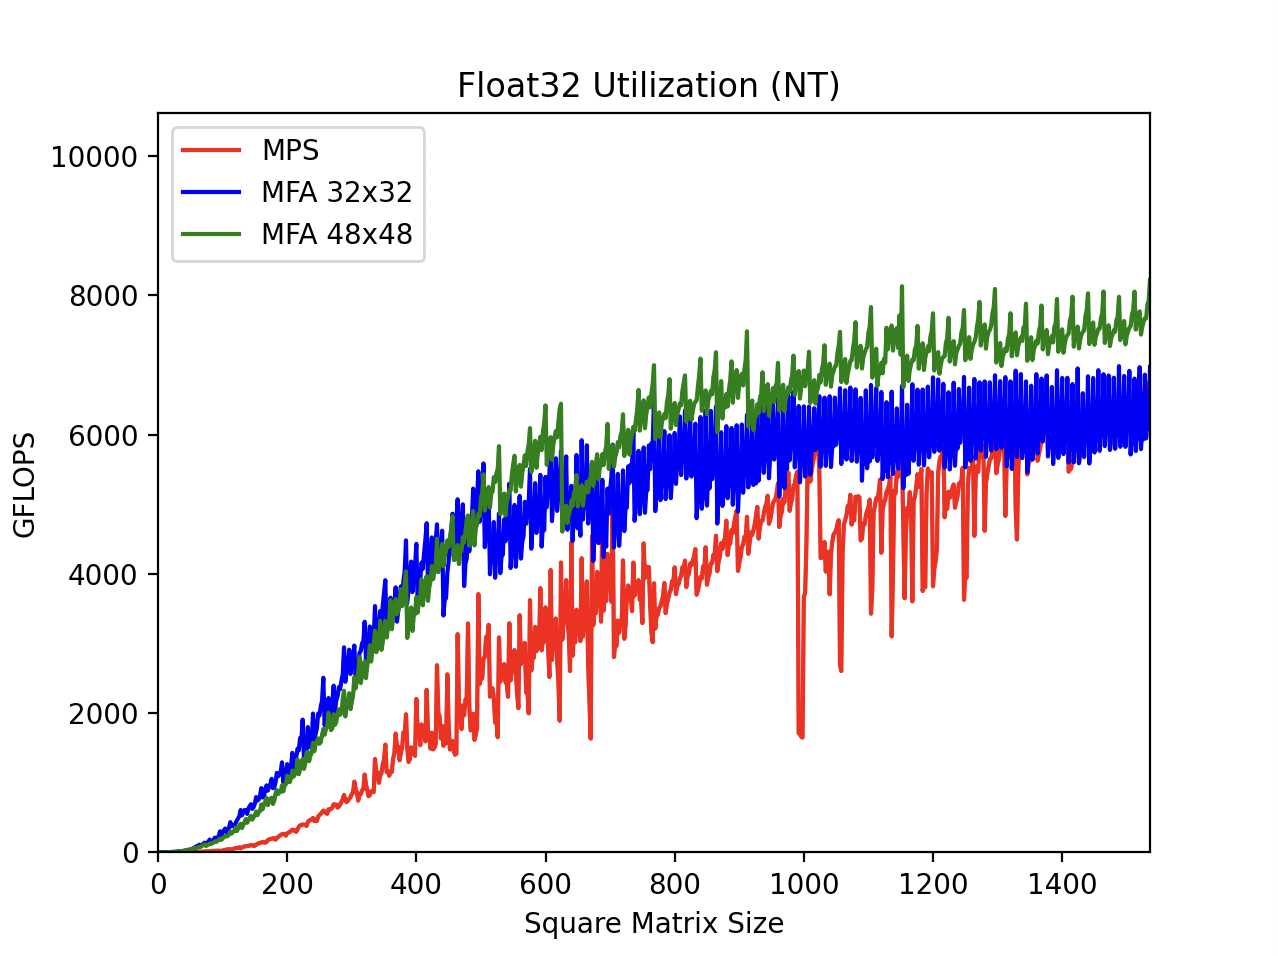 Float32 Utilization (NT)
MPS
MFA 32x32
MFA 48x48
10000
8000
6000
4000
2000
0
GFLOPS
0 200 400 600 800 1000 1200 1400
Square Matrix Size